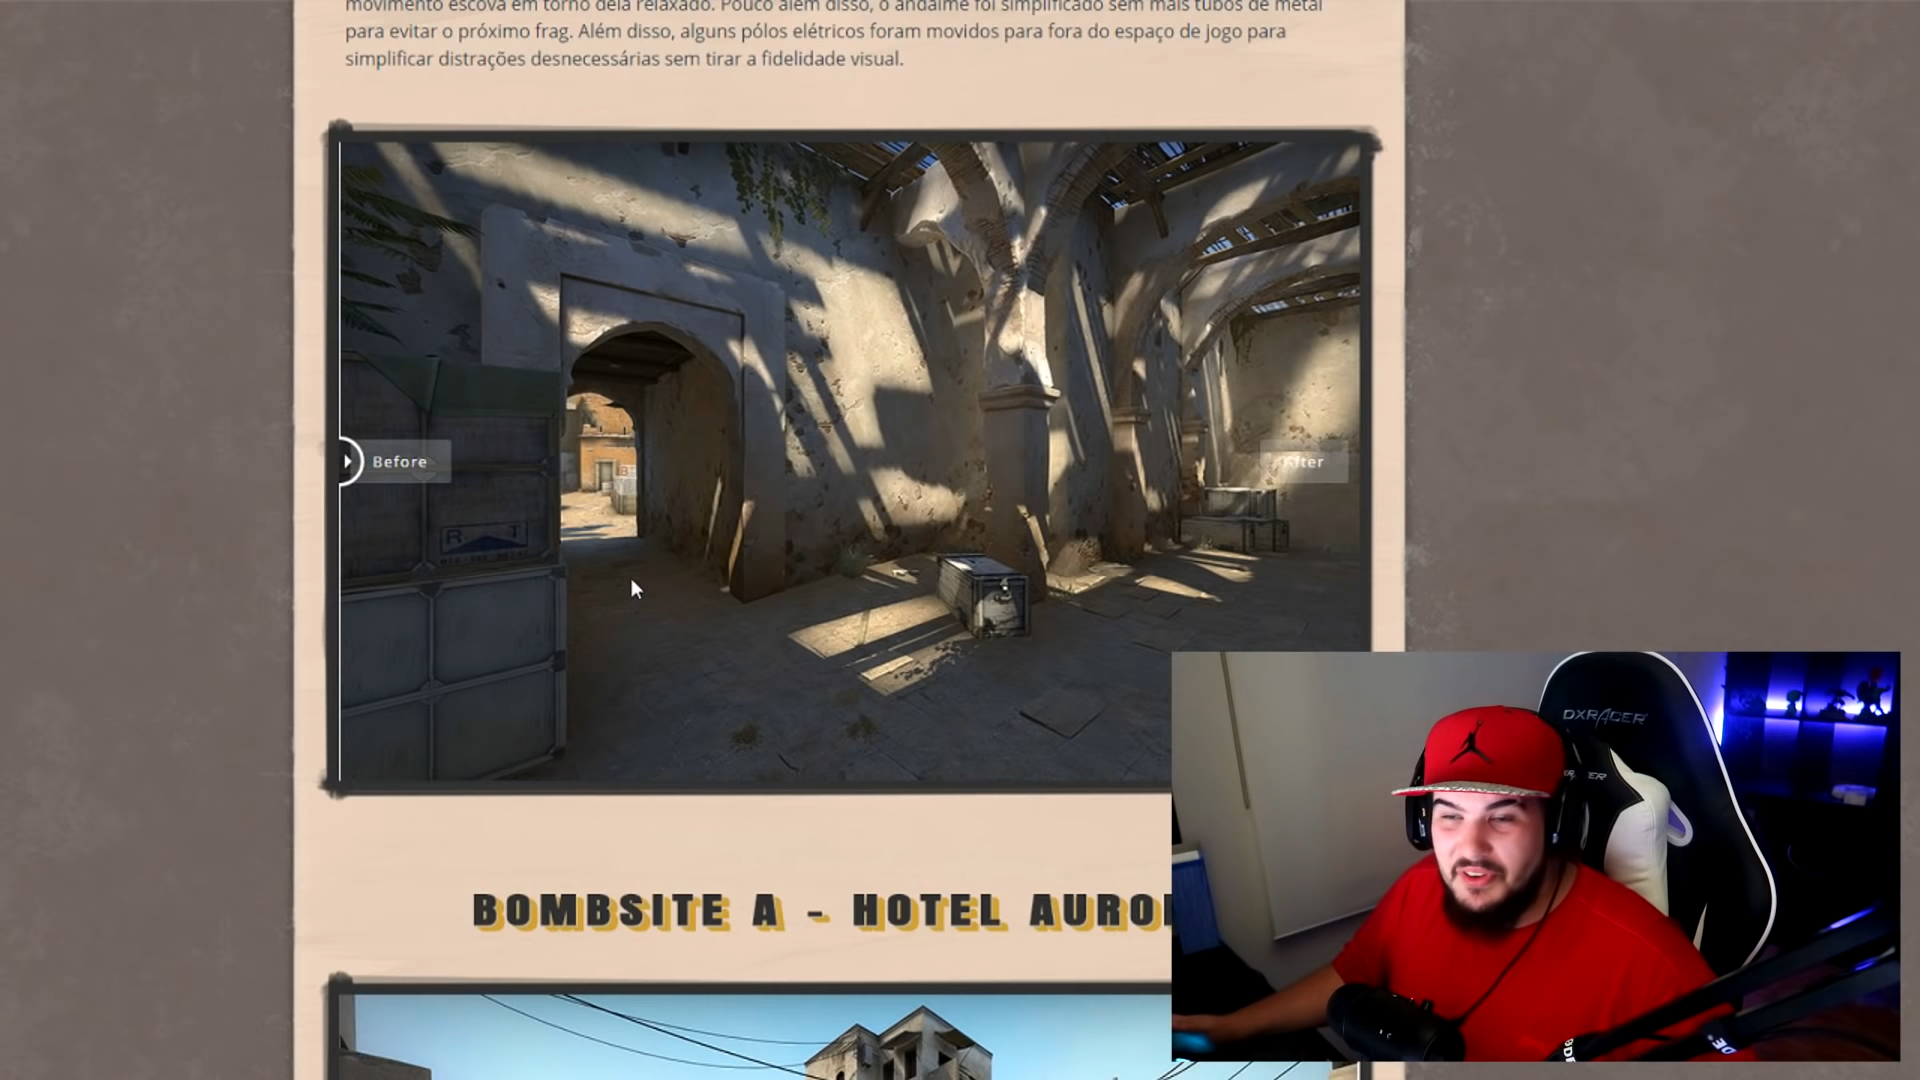 movimento escova em torno dela relaxado. Pouco além disso, o andaime foi simplificado sem mais tubos de metal
para evitar o próximo frag. Além disso, alguns pólos elétricos foram movidos para fora do espaço de jogo para
simplificar distrações desnecessárias sem tirar a fidelidade visual.
Before
After
R T
DXRACER
BOMBSITE A - HOTEL